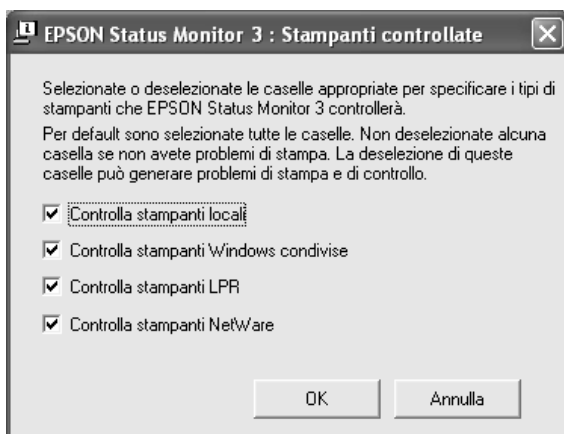 EPSON Status Monitor 3 : Stampanti controllate
Selezionate o deselezionate le caselle appropriate per specificare i tipi di
stampanti che EPSON Status Monitor 3 controllerà.
Per default sono selezionate tutte le caselle. Non deselezionate alcuna
casella se non avete problemi di stampa. La deselezione di queste
caselle può generare problemi di stampa e di controllo.
Controlla stampanti locali
Controlla stampanti Windows condivise
Controlla stampanti LPR
Controlla stampanti NetWare
OK Annulla